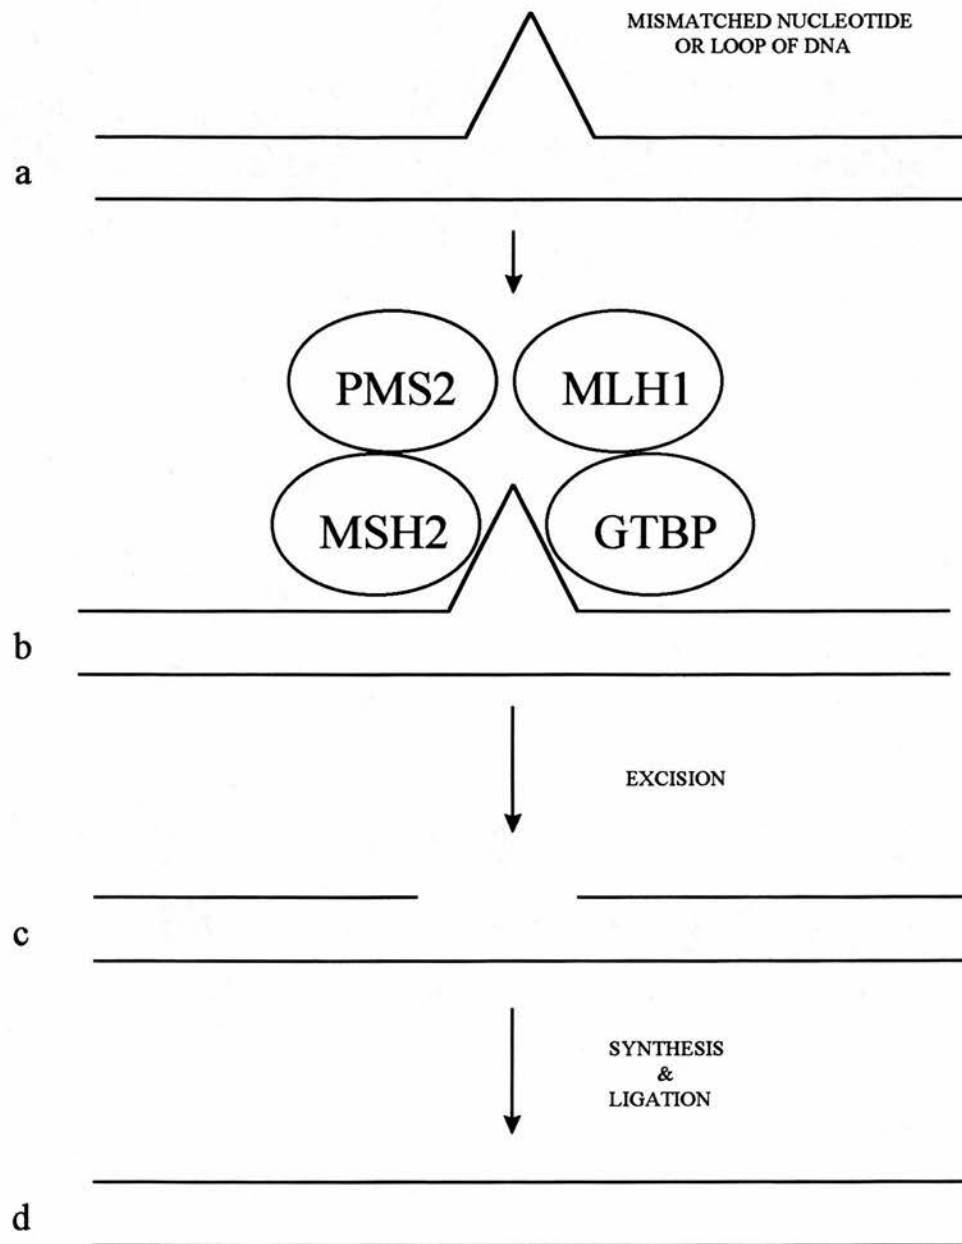 MISMATCHED NUCLEOTIDE
OR LOOP OF DNA
a
PMS2 MLH1
MSH2 GTBP
b
EXCISION
c
SYNTHESIS
&
LIGATION
d